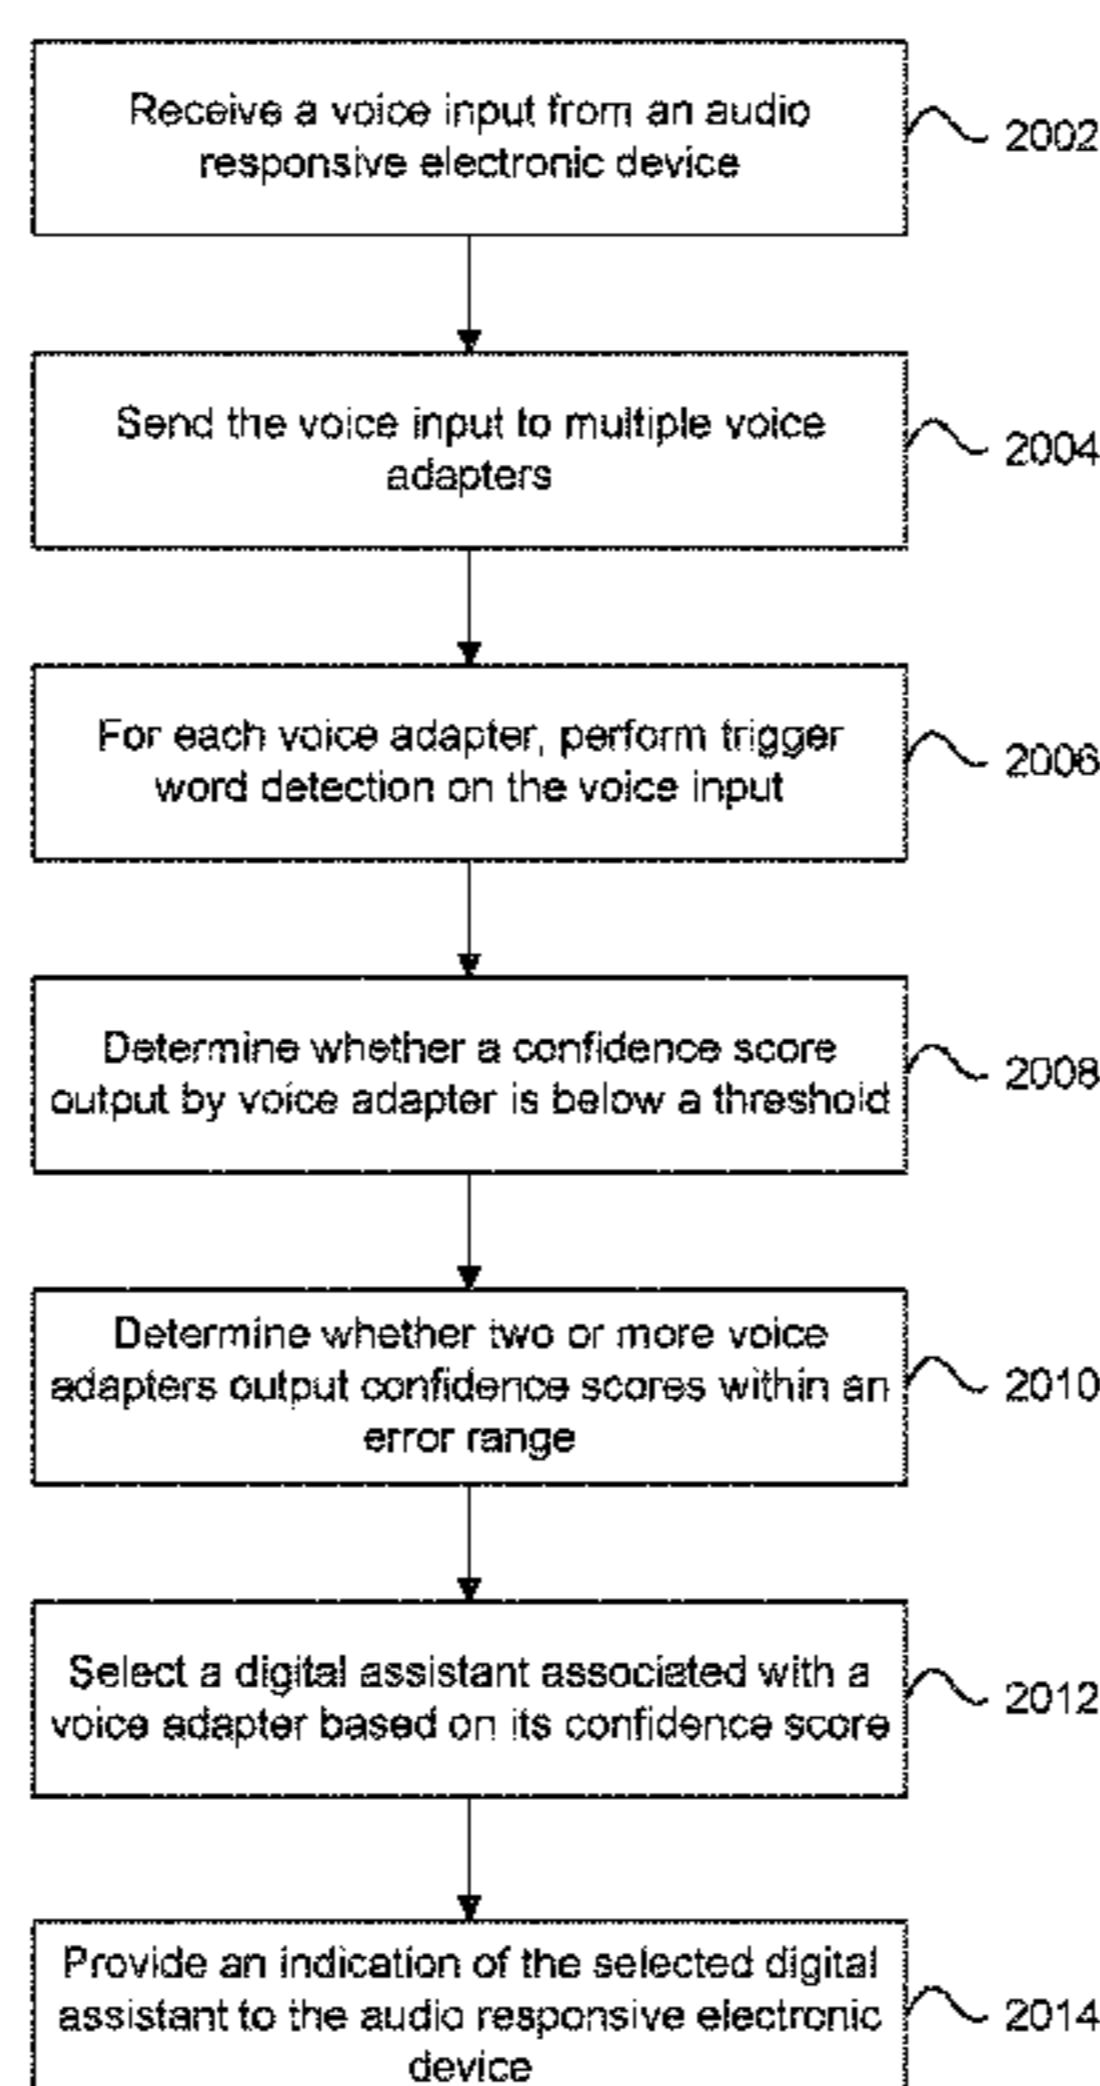 Receive a voice input from an audio
responsive electronic device
2002
Send the voice input to multiple voice
adapters
2004
For each voice adapter, perform trigger
word detection on the voice input
2006
Determine whether a confidence score
output by voice adapter is below a threshold
2008
Determine whether two or more voice
adapters output confidence scores within an
error range
2010
Select a digital assistant associated with a
voice adapter based on its confidence score
2012
Provide an indication of the selected digital
assistant to the audio responsive electronic
device
2014